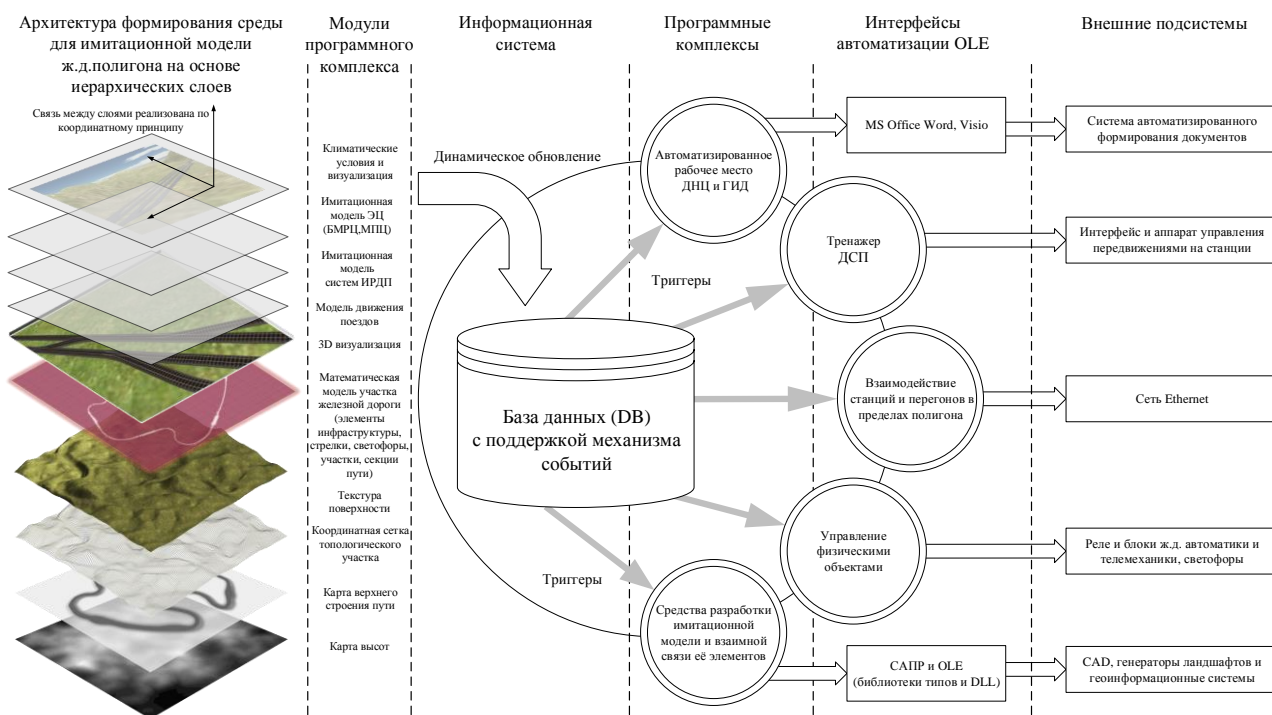 Архитектура формирования среды
для имитационной модели
ж.д.полигона на основе
иерархических слоев
Связь между слоями реализована по
координатному принципу
Модули
программного
комплекса
Климатические
условия и
визуализация
Имитационная
модель ЭЦ
(БМРЦ,МПЦ)
Имитационная
модель
систем ИРДП
Модель движения
поездов
3D визуализация
Математическая
модель участка
железной дороги
(элементы
инфраструктуры,
стрелки, светофоры,
участки, секции
пути)
Текстура
поверхности
Координатная сетка
топологического
участка
Карта верхнего
строения пути
Карта высот
Информационная
система
Динамическое обновление
База данных (DB)
с поддержкой механизма
событий
Триггеры
Триггеры
Программные
комплексы
Автоматизированное
рабочее место
ДНЦ и ГИД
Тренажер
ДСП
Взаимодействие
станций и перегонов в
пределах полигона
Управление
физическими
объектами
Средства разработки
имитационной
модели и взаимной
связи её элементов
Интерфейсы
автоматизации OLE
MS Office Word, Visio
САПР и OLE
(библиотеки типов и DLL)
Внешние подсистемы
Система автоматизированного
формирования документов
Интерфейс и аппарат управления
передвижениями на станции
Сеть Ethernet
Реле и блоки ж.д. автоматики и
телемеханики, светофоры
CAD, генераторы ландшафтов и
геоинформационные системы